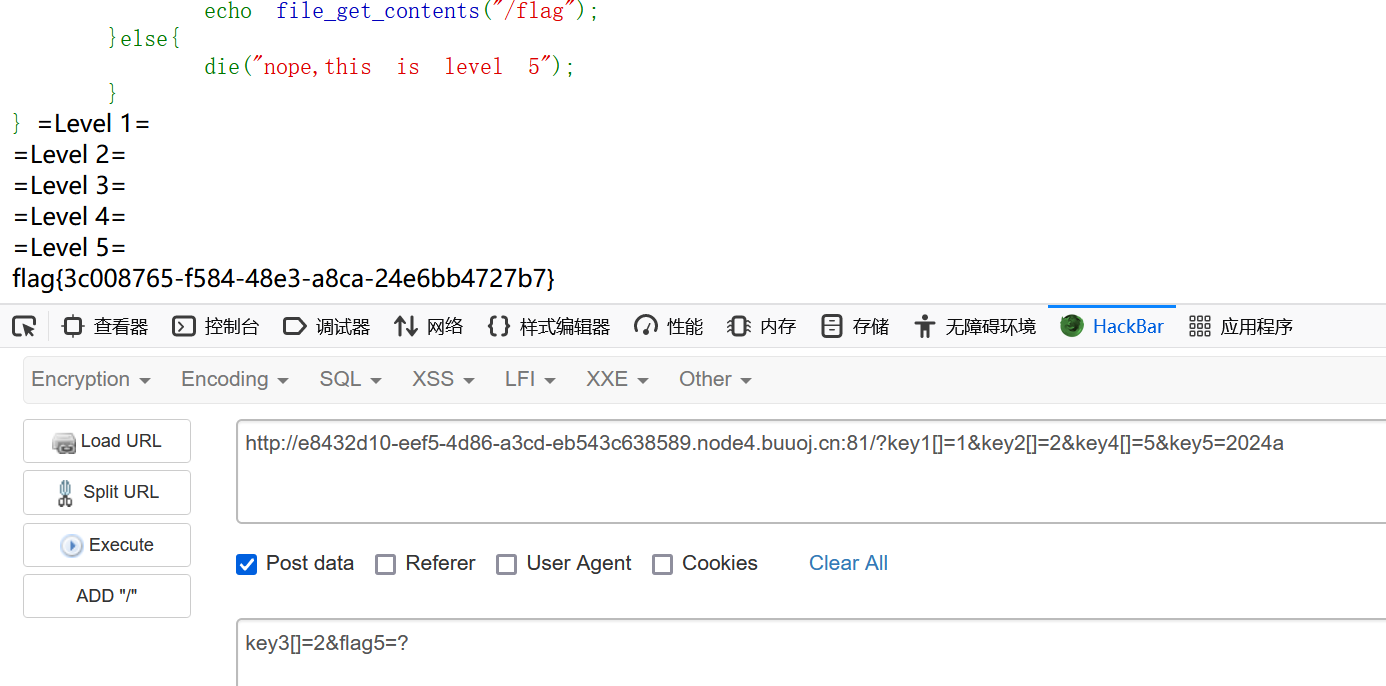 echo file_get_contents("/flag");
}else{
die("nope,this is level 5");
}
} =Level 1=
=Level 2=
=Level 3=
=Level 4=
=Level 5=
flag{3c008765-f584-48e3-a8ca-24e6bb4727b7}
查看器 控制台 调试器 网络 样式编辑器 性能 内存 存储 无障碍环境 HackBar 应用程序
Encryption Encoding SQL XSS LFI XXE Other
Load URL
http://e8432d10-eef5-4d86-a3cd-eb543c638589.node4.buuoj.cn:81/?key1[]=1&key2[]=2&key4[]=5&key5=2024a
Split URL
Execute
Post data Referer User Agent Cookies Clear All
ADD "/"
key3[]=2&flag5=?